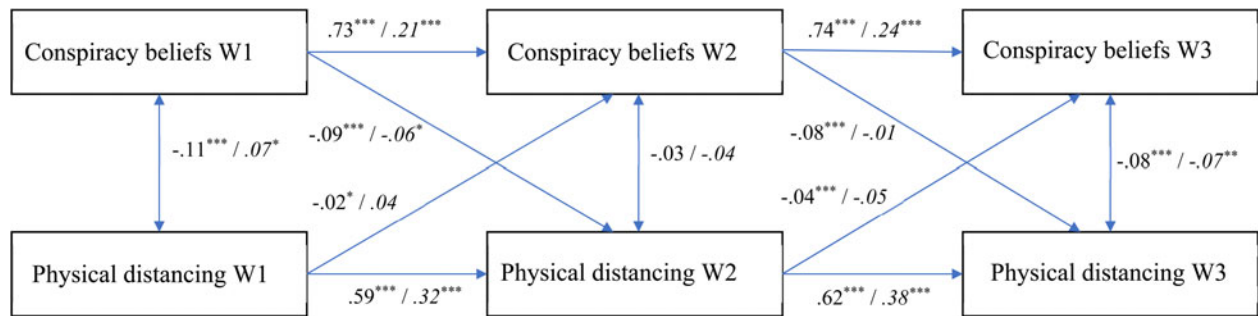 .73*** / .21***
.74*** / .24***
Conspiracy beliefs W1
Conspiracy beliefs W2
Conspiracy beliefs W3
-.11*** / .07*
-.09*** / -.06*
-.03 / -.04
-.08*** / -.01
-.08*** / -.07**
-.02* / .04
-.04*** / -.05
Physical distancing W1
Physical distancing W2
Physical distancing W3
.59*** / .32***
.62*** / .38***